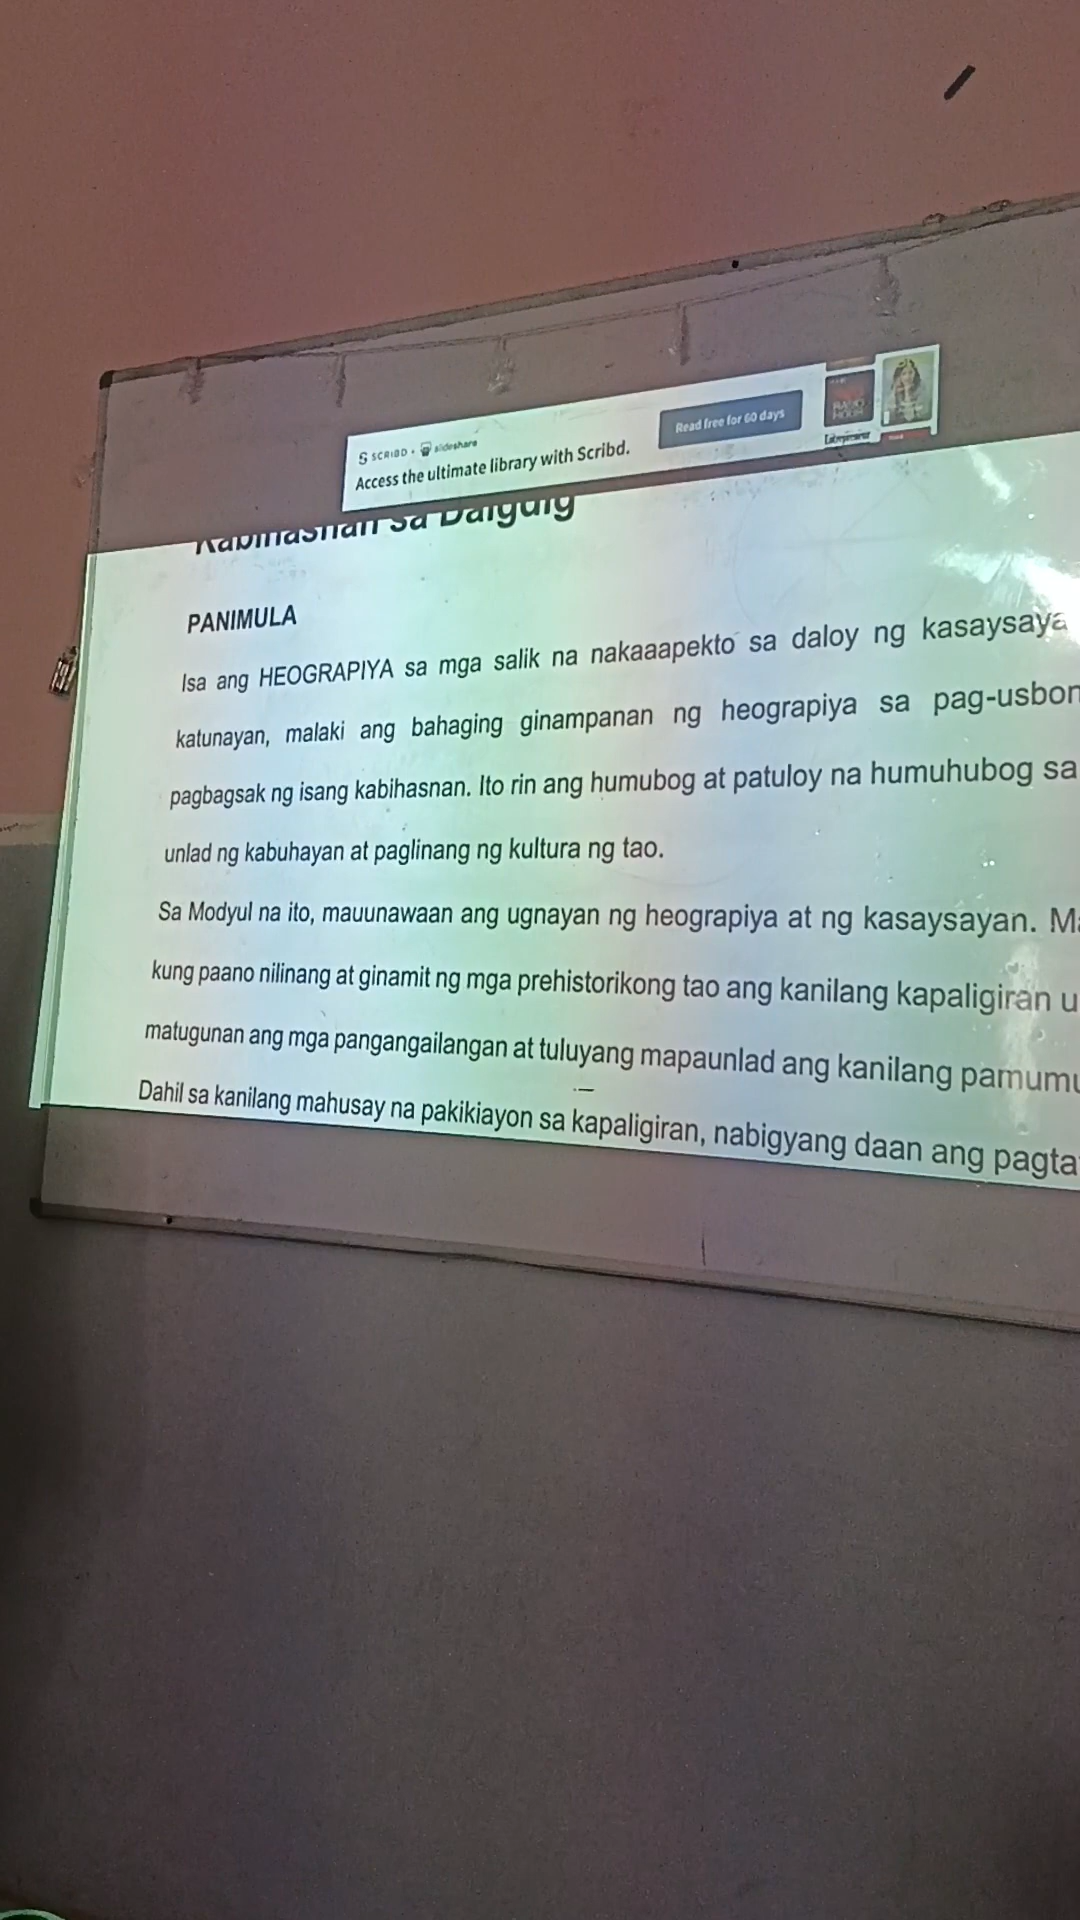 SCRIBD • slideshare
Access the ultimate library with Scribd.
Read free for 60 days
Kabihasnan sa Daigdig
PANIMULA
Isa ang HEOGRAPIYA sa mga salik na nakaaapekto sa daloy ng kasaysaya
katunayan, malaki ang bahaging ginampanan ng heograpiya sa pag-usbon
pagbagsak ng isang kabihasnan. Ito rin ang humubog at patuloy na humuhubog sa
unlad ng kabuhayan at paglinang ng kultura ng tao.
Sa Modyul na ito, mauunawaan ang ugnayan ng heograpiya at ng kasaysayan. Ma
kung paano nilinang at ginamit ng mga prehistorikong tao ang kanilang kapaligiran u
matugunan ang mga pangangailangan at tuluyang mapaunlad ang kanilang pamumu
Dahil sa kanilang mahusay na pakikiayon sa kapaligiran, nabigyang daan ang pagta